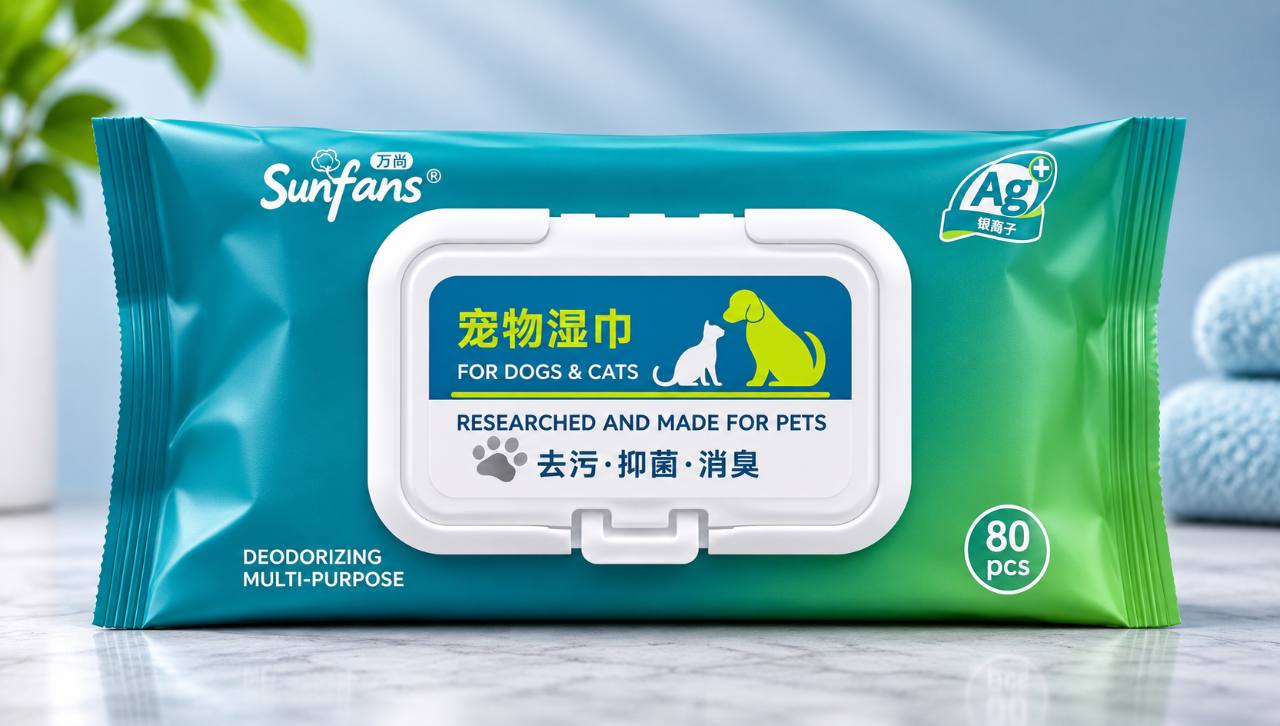 万尚
Sunfans®
Ag+
银离子
宠物湿巾
FOR DOGS & CATS
RESEARCHED AND MADE FOR PETS
去污·抑菌·消臭
DEODORIZING
MULTI-PURPOSE
80
pcs